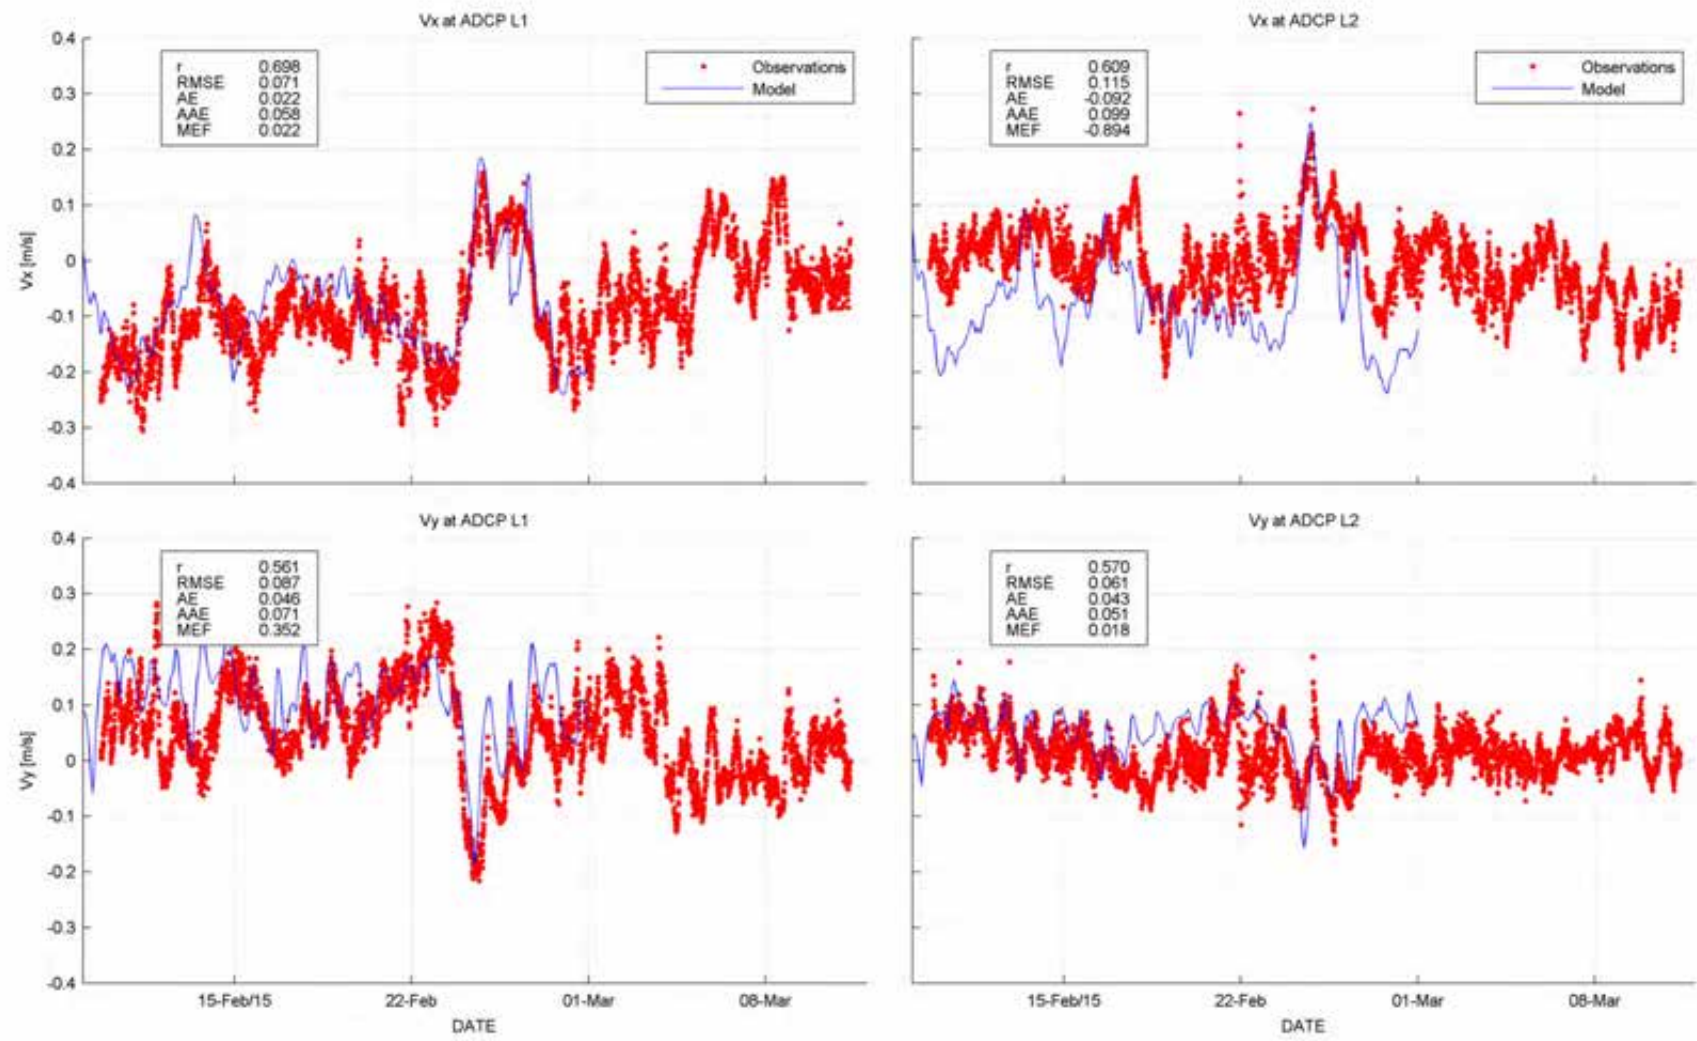 Vx at ADCP L1
r 0.698
RMSE 0.071
AE 0.022
AAE 0.058
MEF 0.022
Observations
Model
0.4
0.3
0.2
0.1
0
-0.1
-0.2
-0.3
-0.4
Vx [m/s]
Vx at ADCP L2
r 0.609
RMSE 0.115
AE -0.092
AAE 0.099
MEF -0.894
Observations
Model
Vy at ADCP L1
r 0.561
RMSE 0.087
AE 0.046
AAE 0.071
MEF 0.352
0.4
0.3
0.2
0.1
0
-0.1
-0.2
-0.3
-0.4
Vy [m/s]
15-Feb/15 22-Feb 01-Mar 08-Mar
DATE
Vy at ADCP L2
r 0.570
RMSE 0.061
AE 0.043
AAE 0.051
MEF 0.018
15-Feb/15 22-Feb 01-Mar 08-Mar
DATE